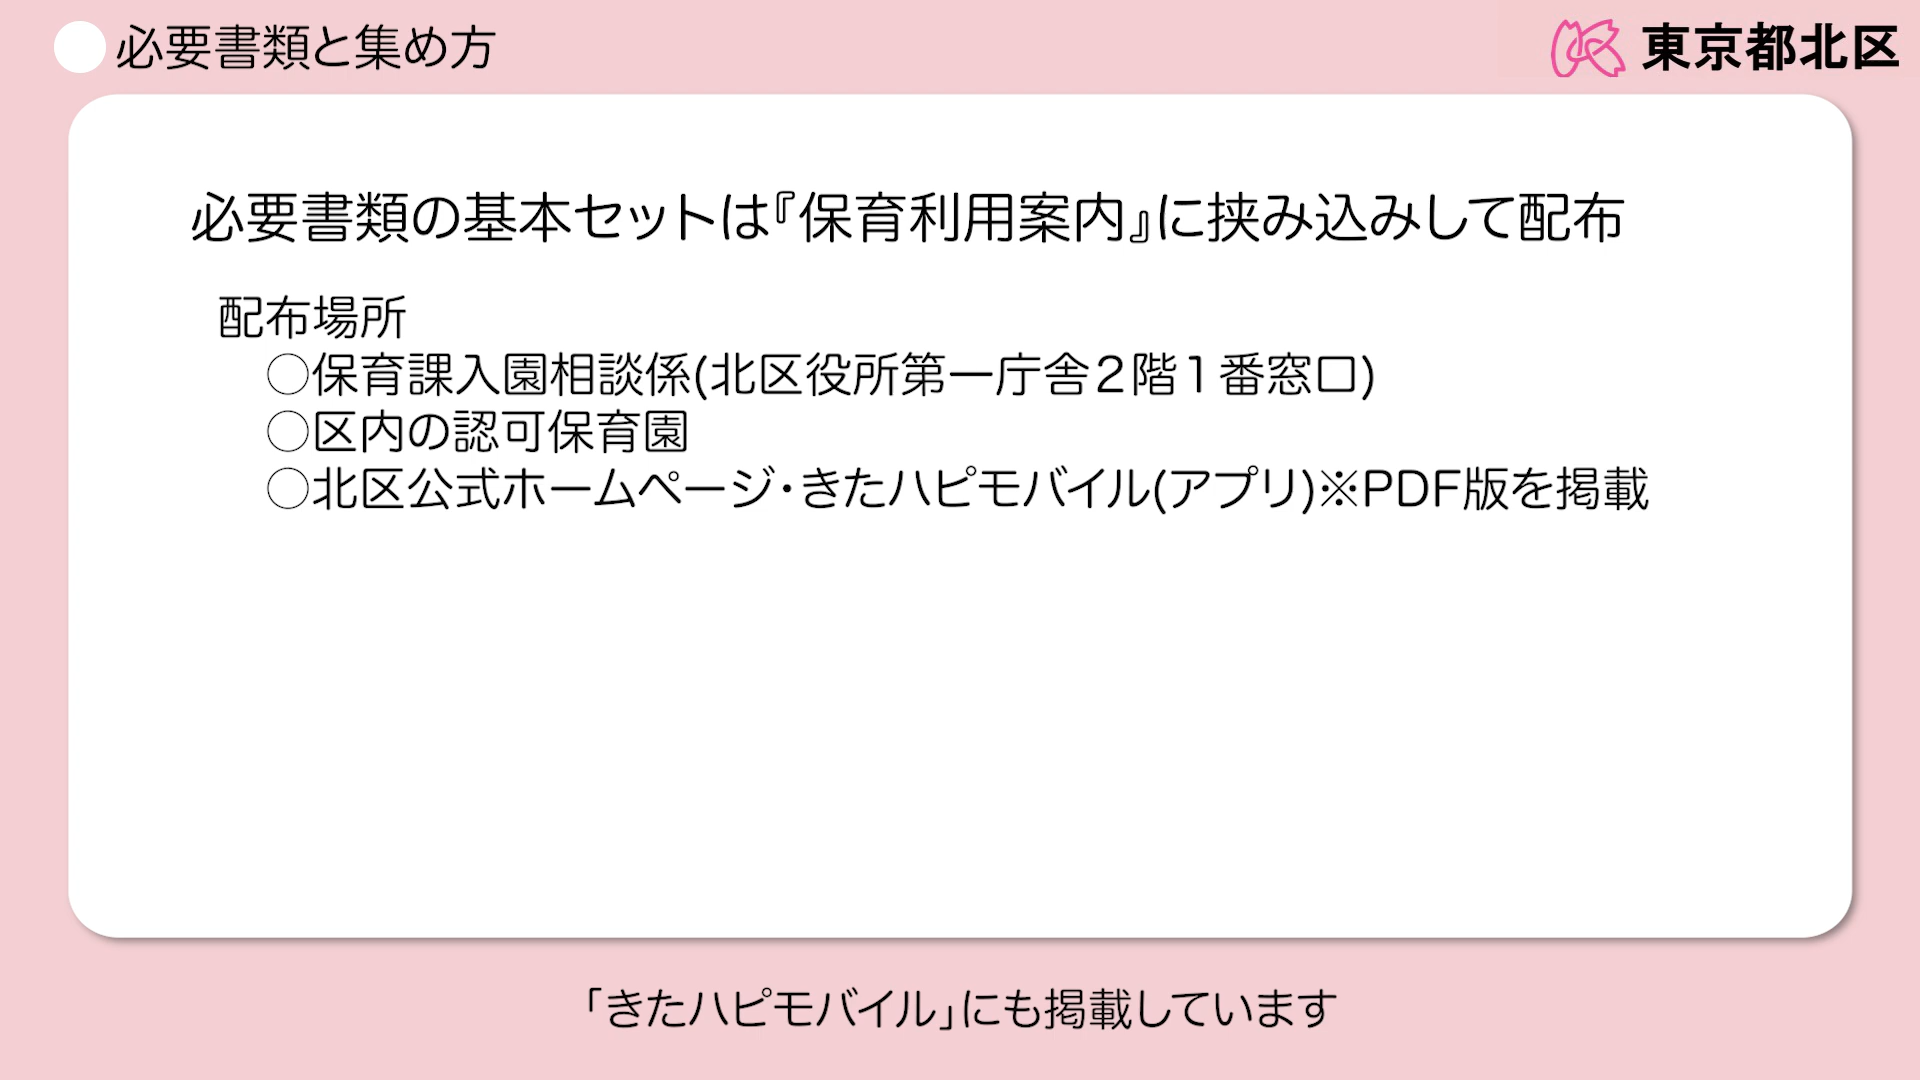 必要書類と集め方
東京都北区
必要書類の基本セットは『保育利用案内』に挟み込みして配布
配布場所
○保育課入園相談係(北区役所第一庁舎２階１番窓口)
○区内の認可保育園
○北区公式ホームページ・きたハピモバイル(アプリ)※PDF版を掲載
「きたハピモバイル」にも掲載しています